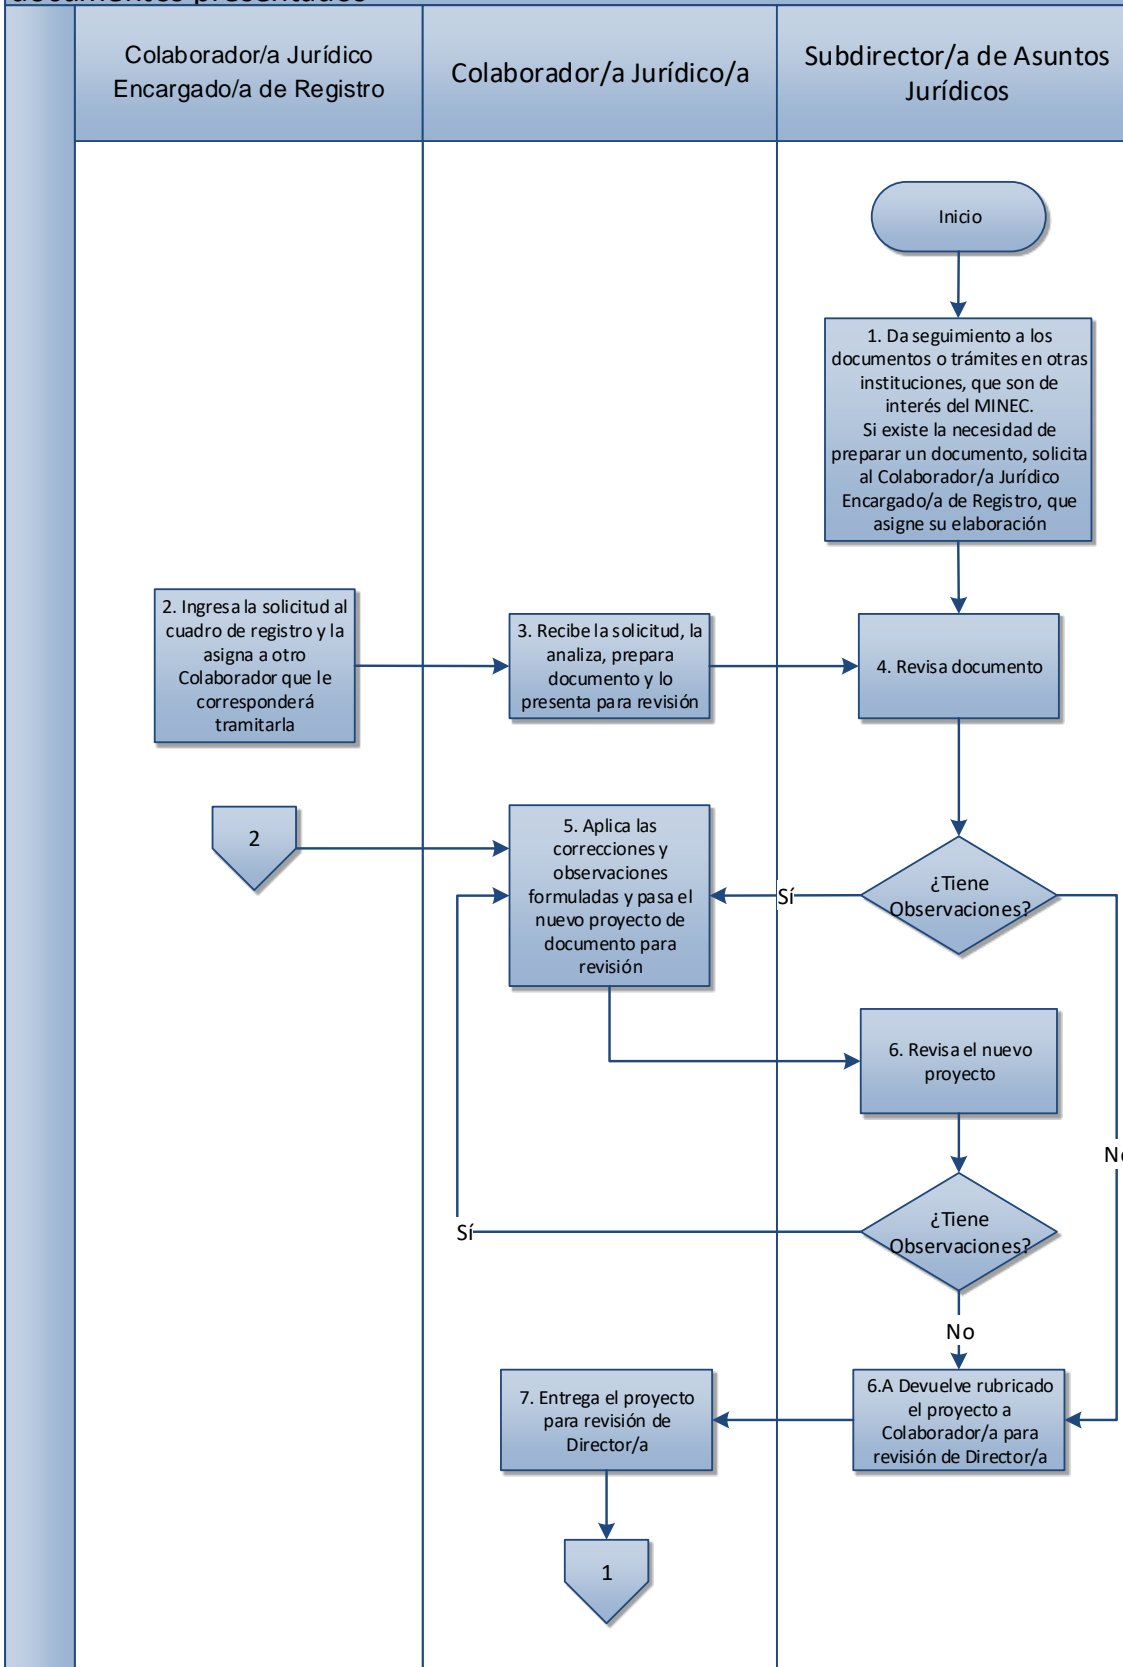 documentos presentados
Colaborador/a Jurídico
Encargado/a de Registro
Colaborador/a Jurídico/a
Subdirector/a de Asuntos
Jurídicos
Inicio
1. Da seguimiento a los
documentos o trámites en otras
instituciones, que son de
interés del MINEC.
Si existe la necesidad de
preparar un documento, solicita
al Colaborador/a Jurídico
Encargado/a de Registro, que
asigne su elaboración
2. Ingresa la solicitud al
cuadro de registro y la
asigna a otro
Colaborador que le
corresponderá
tramitarla
3. Recibe la solicitud, la
analiza, prepara
documento y lo
presenta para revisión
4. Revisa documento
2
5. Aplica las
correcciones y
observaciones
formuladas y pasa el
nuevo proyecto de
documento para
revisión
Sí
¿Tiene
Observaciones?
6. Revisa el nuevo
proyecto
No
Sí
¿Tiene
Observaciones?
No
7. Entrega el proyecto
para revisión de
Director/a
6.A Devuelve rubricado
el proyecto a
Colaborador/a para
revisión de Director/a
1